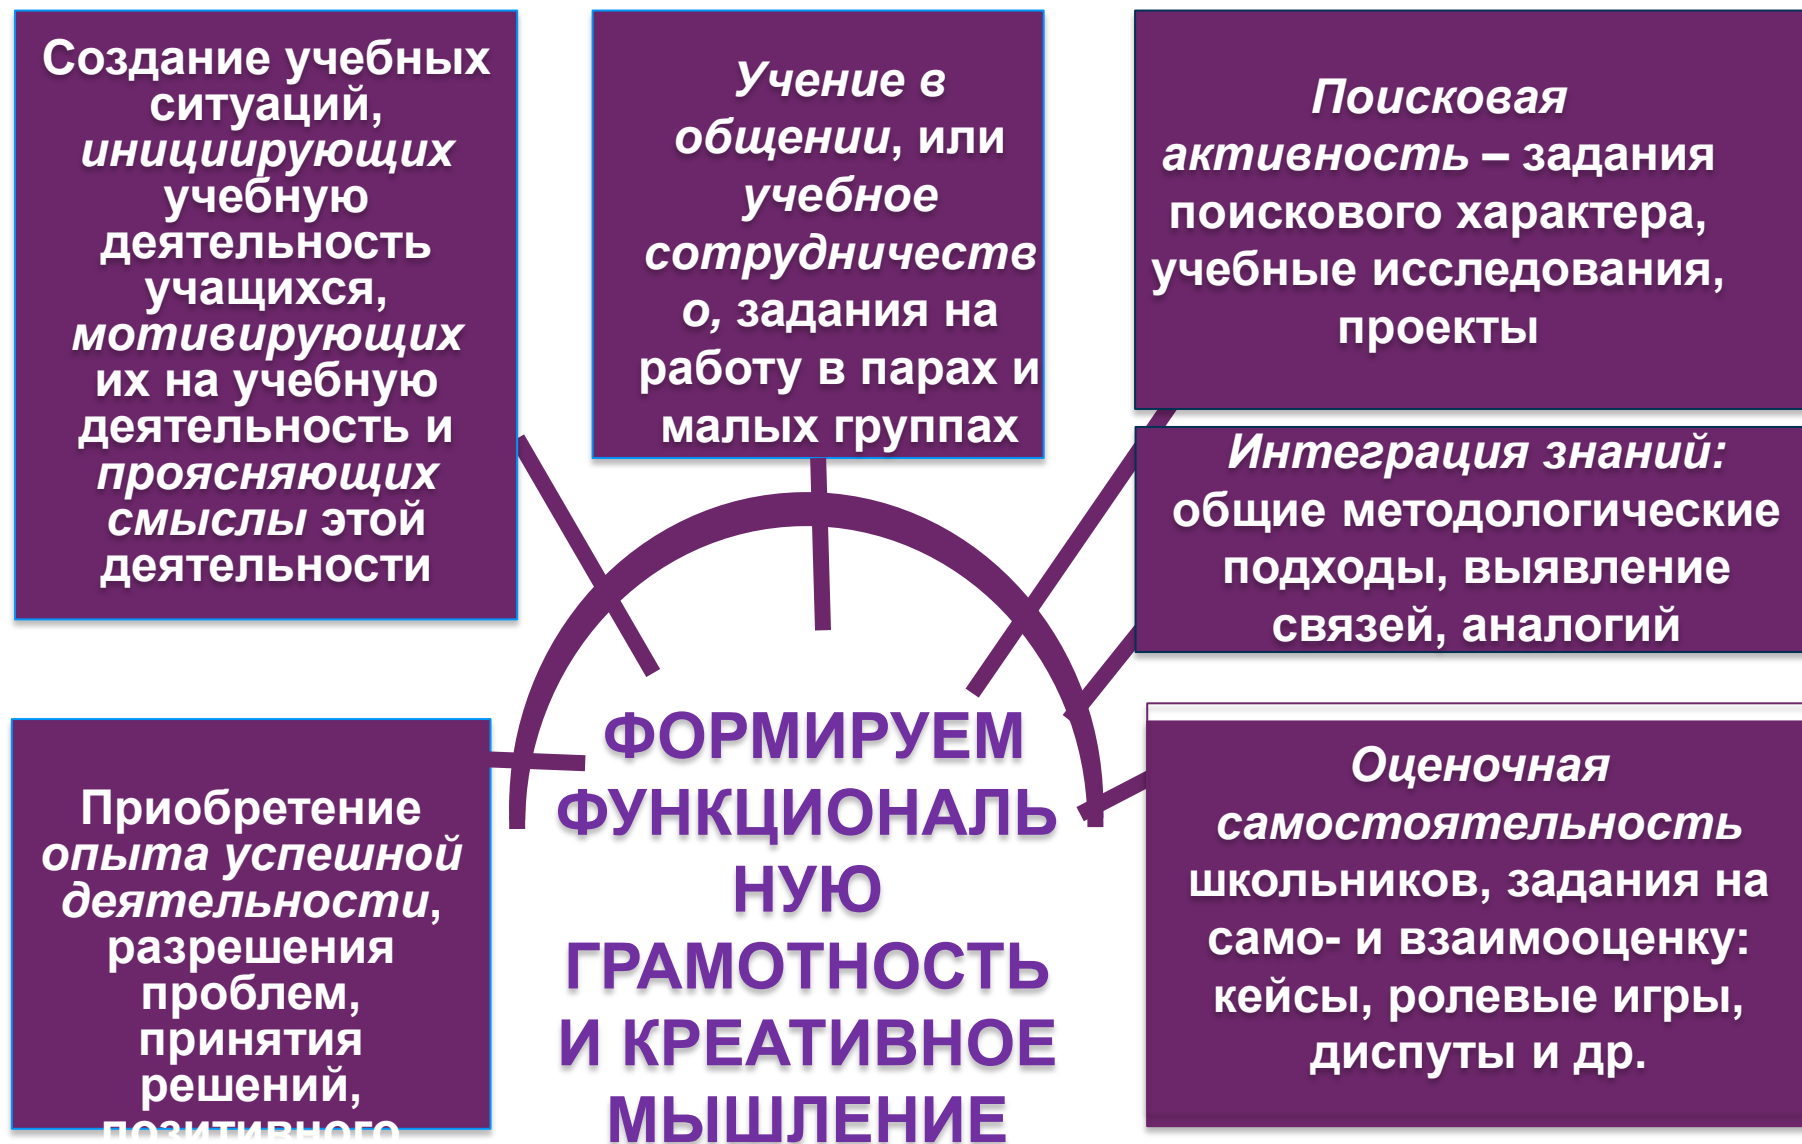 Создание учебных
ситуаций,
инициирующих
учебную
деятельность
учащихся,
мотивирующих
их на учебную
деятельность и
проясняющих
смыслы этой
деятельности
Учение в
общении, или
учебное
сотрудничеств
о, задания на
работу в парах и
малых группах
Поисковая
активность – задания
поискового характера,
учебные исследования,
проекты
Интеграция знаний:
общие методологические
подходы, выявление
связей, аналогий
Приобретение
опыта успешной
деятельности,
разрешения
проблем,
принятия
решений,
позитивного
ФОРМИРУЕМ
ФУНКЦИОНАЛЬ
НУЮ
ГРАМОТНОСТЬ
И КРЕАТИВНОЕ
МЫШЛЕНИЕ
Оценочная
самостоятельность
школьников, задания на
само- и взаимооценку:
кейсы, ролевые игры,
диспуты и др.